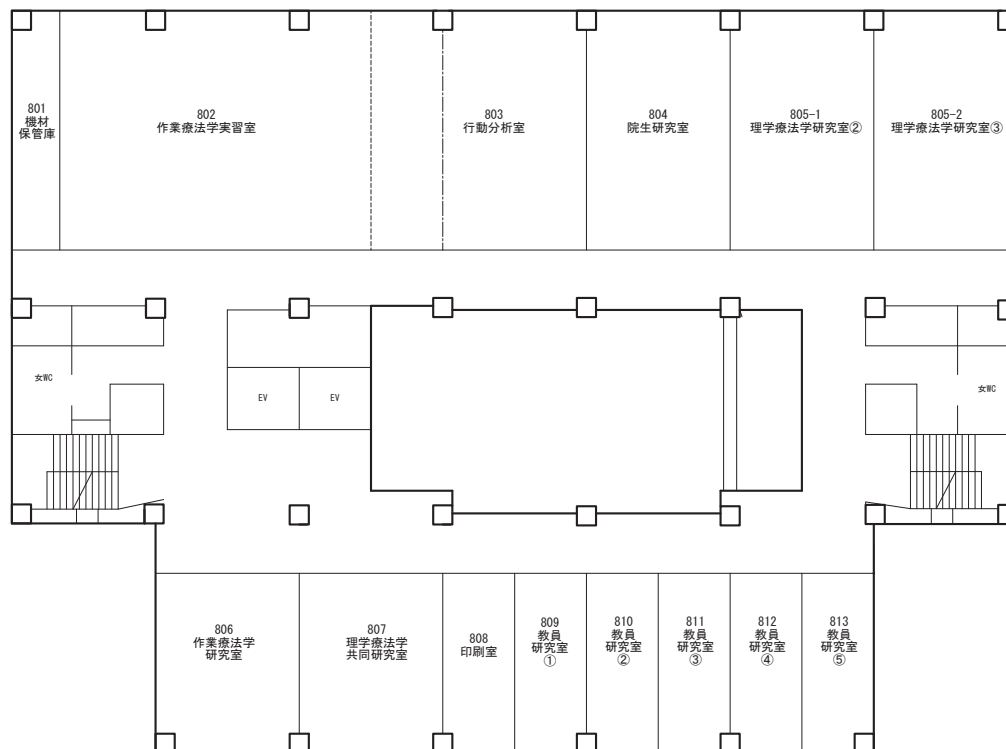 801
機材
保管庫
802
作業療法学実習室
803
行動分析室
804
院生研究室
805-1
理学療法学研究室②
805-2
理学療法学研究室③
女WC
EV
EV
女WC
806
作業療法学
研究室
807
理学療法学
共同研究室
808
印刷室
809
教員
研究室
①
810
教員
研究室
②
811
教員
研究室
③
812
教員
研究室
④
813
教員
研究室
⑤